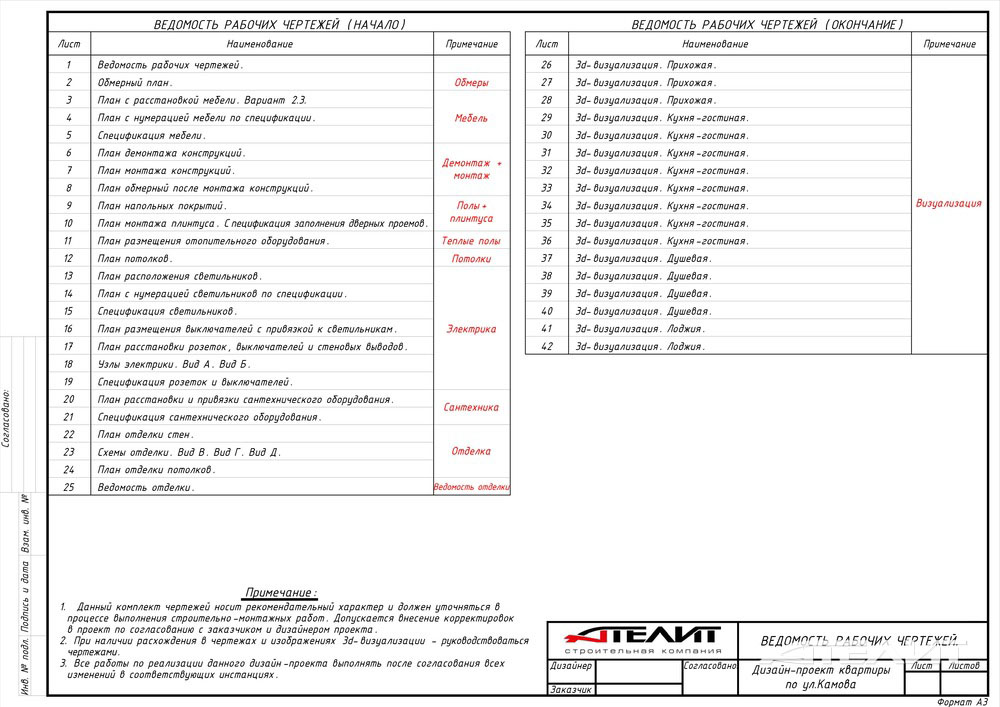 ВЕДОМОСТЬ РАБОЧИХ ЧЕРТЕЖЕЙ (НАЧАЛО)
Лист Наименование Примечание
1 Ведомость рабочих чертежей.
2 Обмерный план. Обмеры
3 План с расстановкой мебели. Вариант 2.3.
4 План с нумерацией мебели по спецификации. Мебель
5 Спецификация мебели.
6 План демонтажа конструкций.
7 План монтажа конструкций. Демонтаж + монтаж
8 План обмерный после монтажа конструкций.
9 План напольных покрытий. Полы + плинтуса
10 План монтажа плинтуса. Спецификация заполнения дверных проемов.
11 План размещения отопительного оборудования. Теплые полы
12 План потолков. Потолки
13 План расположения светильников.
14 План с нумерацией светильников по спецификации.
15 Спецификация светильников.
16 План размещения выключателей с привязкой к светильникам. Электрика
17 План расстановки розеток, выключателей и стеновых выводов.
18 Узлы электрики. Вид А. Вид Б.
19 Спецификация розеток и выключателей.
20 План расстановки и привязки сантехнического оборудования. Сантехника
21 Спецификация сантехнического оборудования.
22 План отделки стен.
23 Схемы отделки. Вид В. Вид Г. Вид Д. Отделка
24 План отделки потолков.
25 Ведомость отделки. Ведомость отделки
ВЕДОМОСТЬ РАБОЧИХ ЧЕРТЕЖЕЙ (ОКОНЧАНИЕ)
Лист Наименование Примечание
26 3d-визуализация. Прихожая.
27 3d-визуализация. Прихожая.
28 3d-визуализация. Прихожая.
29 3d-визуализация. Кухня-гостиная.
30 3d-визуализация. Кухня-гостиная.
31 3d-визуализация. Кухня-гостиная.
32 3d-визуализация. Кухня-гостиная.
33 3d-визуализация. Кухня-гостиная.
34 3d-визуализация. Кухня-гостиная. Визуализация
35 3d-визуализация. Кухня-гостиная.
36 3d-визуализация. Кухня-гостиная.
37 3d-визуализация. Душевая.
38 3d-визуализация. Душевая.
39 3d-визуализация. Душевая.
40 3d-визуализация. Душевая.
41 3d-визуализация. Лоджия.
42 3d-визуализация. Лоджия.
Согласовано:
Взам. инв. №
Подпись и дата
Инв. № подл.
Примечание:
1. Данный комплект чертежей носит рекомендательный характер и должен уточняться в
процессе выполнения строительно-монтажных работ. Допускается внесение корректировок
в проект по согласованию с заказчиком и дизайнером проекта.
2. При наличии расхождения в чертежах и изображениях 3d-визуализации - руководствоваться
чертежами.
3. Все работы по реализации данного дизайн-проекта выполнять после согласования всех
изменений в соответствующих инстанциях.
АТЕЛИТ
строительная компания
Дизайнер
Согласовано
Заказчик
ВЕДОМОСТЬ РАБОЧИХ ЧЕРТЕЖЕЙ.
АТЕЛИТ
Дизайн-проект квартиры
по ул.Камова
Лист Листов
Формат А3